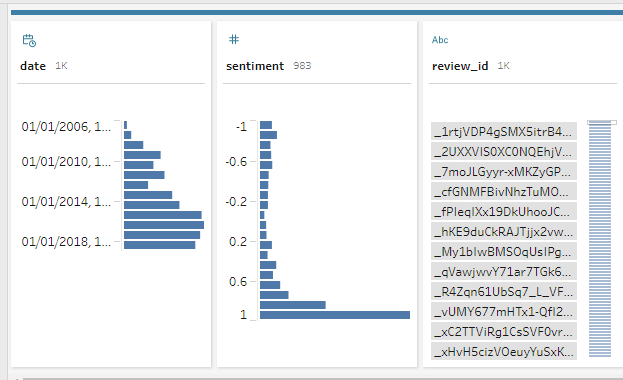 date 1K
01/01/2006, 1...
01/01/2010, 1...
01/01/2014, 1...
01/01/2018, 1...
# sentiment 983
-1
-0.6
-0.2
0.2
0.6
1
Abc
review_id 1K
_1rtjVDP4gSMX5itrB4...
_2UXXVIS0XC0NQEhjV...
_7moJLGyyr-xMKZyGP...
_cfGNMFBivNhzTuMO...
_fPIeqIXx19DkUhooJC...
_hKE9duCkRAJTjjx2vw...
_My1bIwBMSOqUsIPg...
_qVawjwvY71ar7TGk6...
_R4Zqn61UbSq7_L_VF...
_vUMY677mHTx1-QfI2...
_xC2TTViRg1CsSVF0vr...
_xHvH5cizVOeuyYuSxK...